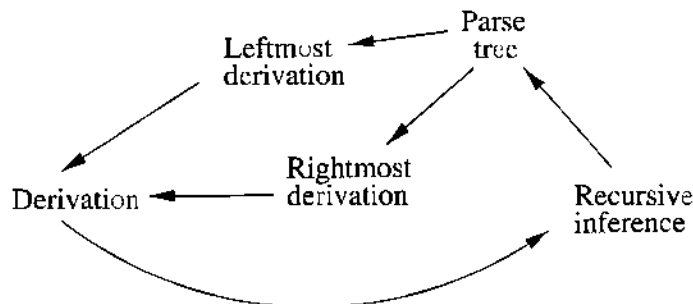 Parse
tree
Leftmost
derivation
Rightmost
derivation
Derivation
Recursive
inference